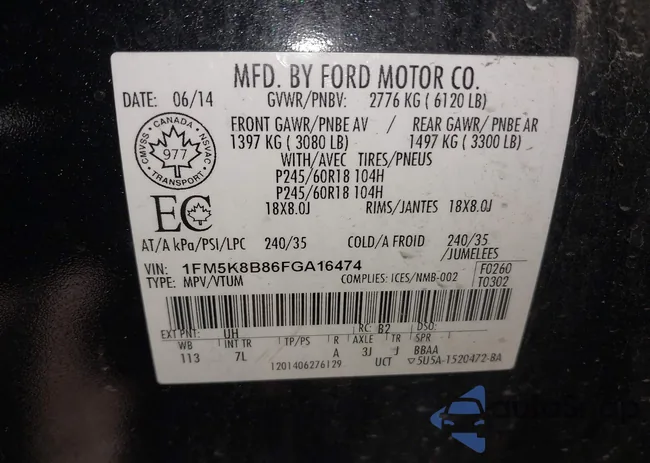 MFD. BY FORD MOTOR CO.
DATE: 06/14 GVWR/PNBV: 2776 KG ( 6120 LB)
FRONT GAWR/PNBE AV / REAR GAWR/ PNBE AR
1397 KG ( 3080 LB) 1497 KG ( 3300 LB)
WITH/AVEC TIRES/PNEUS
P245/60R18 104H
P245/60R18 104H
18X8.0J RIMS/JANTES 18X8.0J
CMVSS • CANADA • NSVAC
977
TRANSPORT
EC
AT/A kPa/PSI/LPC 240/35 COLD/A FROID 240/35
/JUMELEES
VIN: 1FM5K8B86FGA16474 F0260
TYPE: MPV/VTUM COMPLIES: ICES/NMB-002 T0302
EXT PNT: UH RC: B2 DSO:
WB INT TR TP/PS R AXLE TR SPR
113 7L A 3J J BBAA
1201406276129 UCT 5U5A-1520472-BA